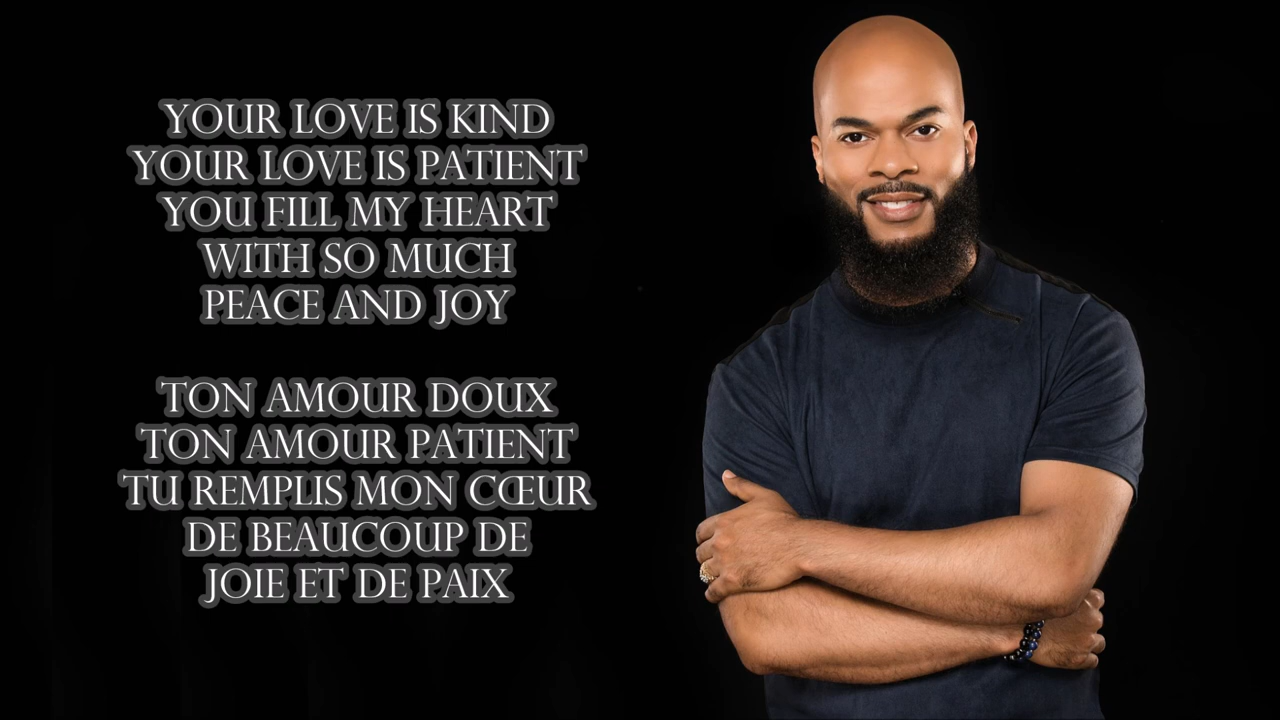 YOUR LOVE IS KIND
YOUR LOVE IS PATIENT
YOU FILL MY HEART
WITH SO MUCH
PEACE AND JOY
TON AMOUR DOUX
TON AMOUR PATIENT
TU REMPLIS MON CŒUR
DE BEAUCOUP DE
JOIE ET DE PAIX